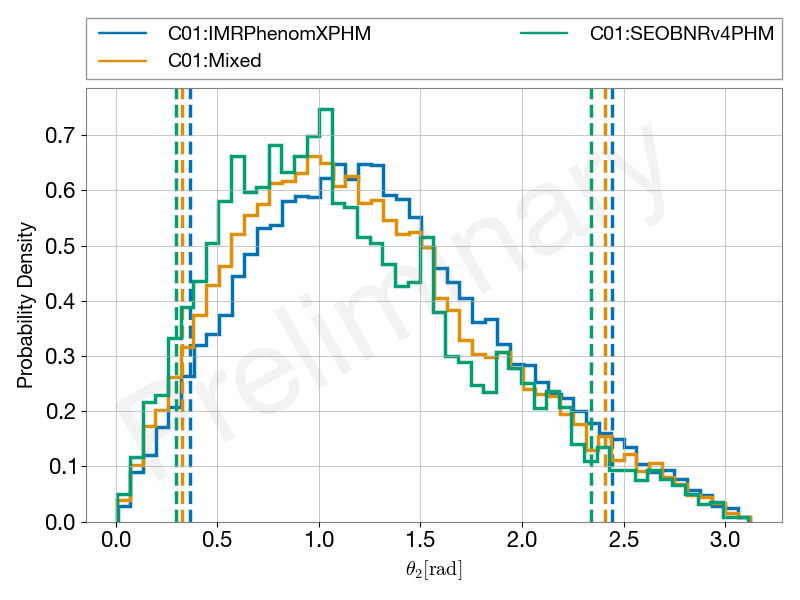 C01:IMRPhenomXPHM
C01:Mixed
C01:SEOBNRv4PHM
Preliminary
Probability Density
0.7
0.6
0.5
0.4
0.3
0.2
0.1
0.0
0.0 0.5 1.0 1.5 2.0 2.5 3.0
θ₂[rad]